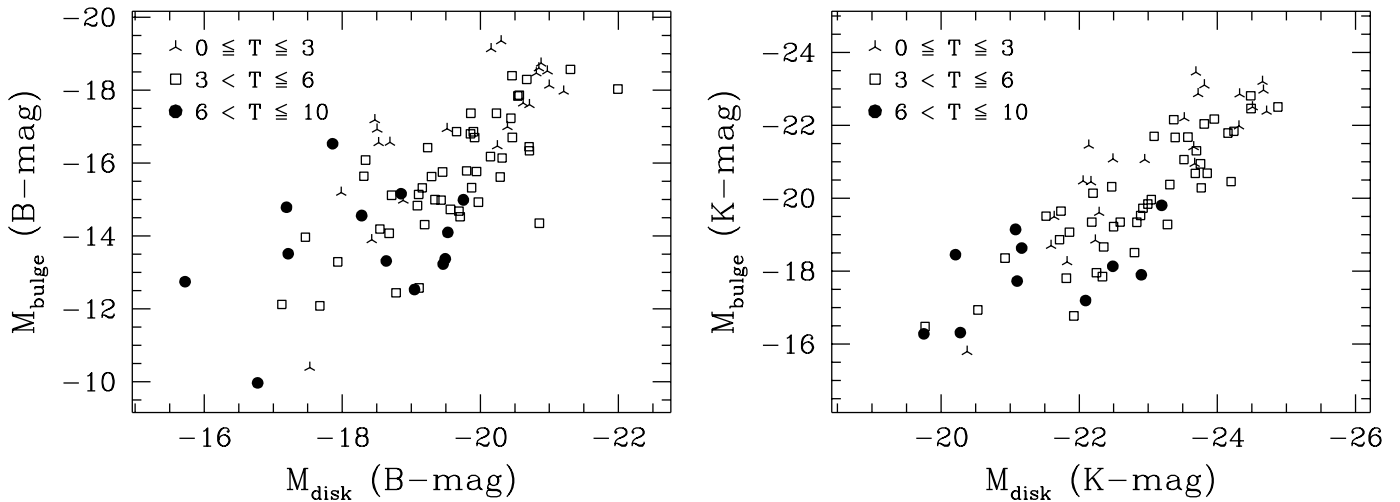 −20
−18
−16
−14
−12
−10
M_bulge (B−mag)
0 ≦ T ≦ 3
3 < T ≦ 6
6 < T ≦ 10
−16
−18
−20
−22
M_disk (B−mag)
−24
−22
−20
−18
−16
M_bulge (K−mag)
0 ≦ T ≦ 3
3 < T ≦ 6
6 < T ≦ 10
−20
−22
−24
−26
M_disk (K−mag)